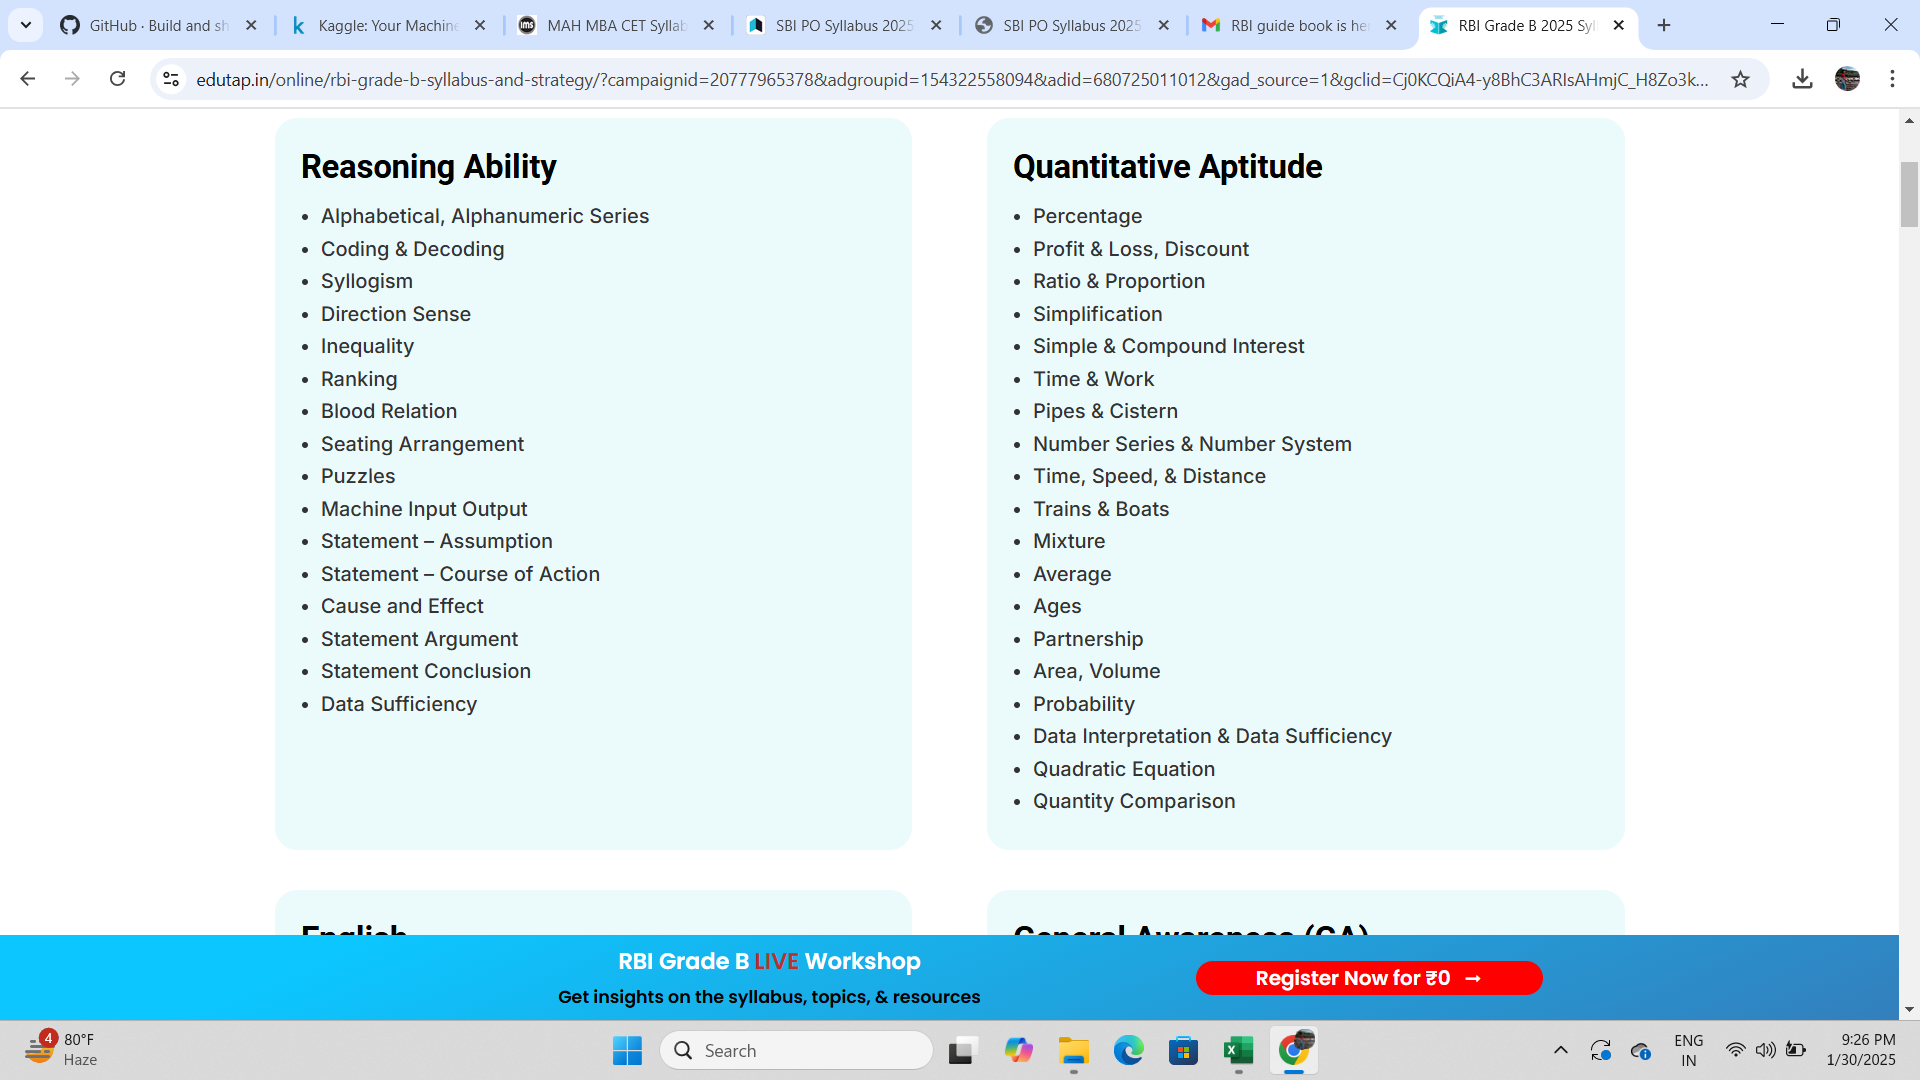 GitHub · Build and sh
Kaggle: Your Machine
MAH MBA CET Syllab
SBI PO Syllabus 2025
SBI PO Syllabus 2025
RBI guide book is her
RBI Grade B 2025 Syl
edutap.in/online/rbi-grade-b-syllabus-and-strategy/?campaignid=20777965378&adgroupid=154322558094&adid=680725011012&gad_source=1&gclid=Cj0KCQiA4-y8BhC3ARIsAHmjC_H8Zo3k...
Reasoning Ability
• Alphabetical, Alphanumeric Series
• Coding & Decoding
• Syllogism
• Direction Sense
• Inequality
• Ranking
• Blood Relation
• Seating Arrangement
• Puzzles
• Machine Input Output
• Statement – Assumption
• Statement – Course of Action
• Cause and Effect
• Statement Argument
• Statement Conclusion
• Data Sufficiency
Quantitative Aptitude
• Percentage
• Profit & Loss, Discount
• Ratio & Proportion
• Simplification
• Simple & Compound Interest
• Time & Work
• Pipes & Cistern
• Number Series & Number System
• Time, Speed, & Distance
• Trains & Boats
• Mixture
• Average
• Ages
• Partnership
• Area, Volume
• Probability
• Data Interpretation & Data Sufficiency
• Quadratic Equation
• Quantity Comparison
English
General Awareness (GA)
RBI Grade B LIVE Workshop
Get insights on the syllabus, topics, & resources
Register Now for ₹0 →
4
80°F
Haze
Search
ENG
IN
9:26 PM
1/30/2025